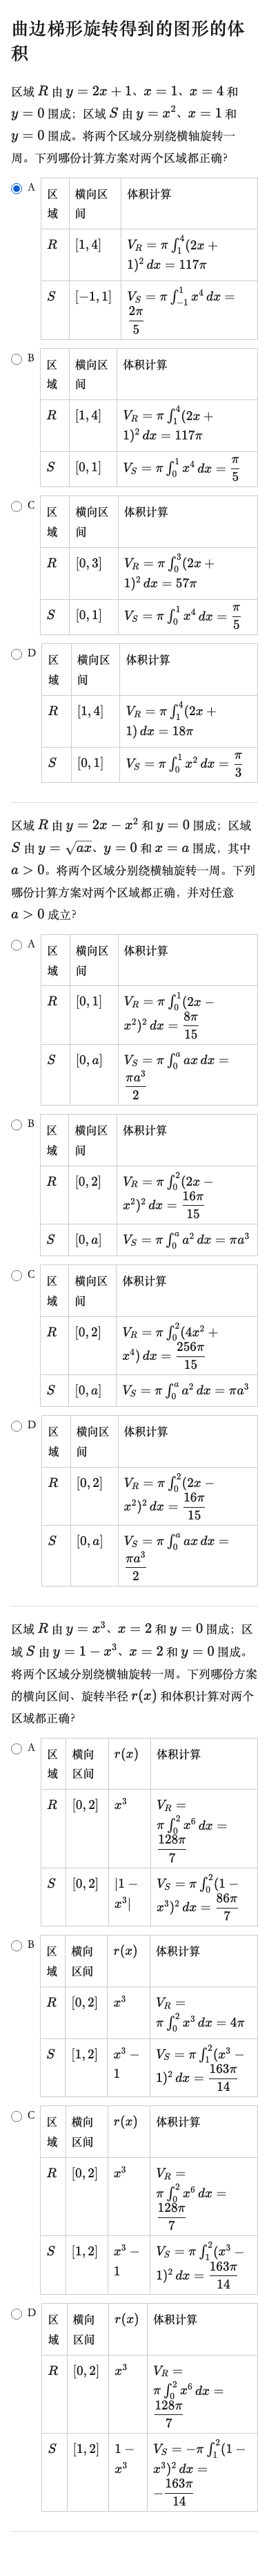 曲边梯形旋转得到的图形的体
积
区域 R 由 y = 2x + 1、x = 1、x = 4 和
y = 0 围成；区域 S 由 y = x²、x = 1 和
y = 0 围成。将两个区域分别绕横轴旋转一
周。下列哪份计算方案对两个区域都正确？
A 区域 横向区间 体积计算
R [1, 4] V_R = π ∫₁⁴ (2x + 1)² dx = 117π
S [−1, 1] V_S = π ∫₋₁¹ x⁴ dx = 2π/5
B 区域 横向区间 体积计算
R [1, 4] V_R = π ∫₁⁴ (2x + 1)² dx = 117π
S [0, 1] V_S = π ∫₀¹ x⁴ dx = π/5
C 区域 横向区间 体积计算
R [0, 3] V_R = π ∫₀³ (2x + 1)² dx = 57π
S [0, 1] V_S = π ∫₀¹ x⁴ dx = π/5
D 区域 横向区间 体积计算
R [1, 4] V_R = π ∫₁⁴ (2x + 1) dx = 18π
S [0, 1] V_S = π ∫₀¹ x² dx = π/3
区域 R 由 y = 2x − x² 和 y = 0 围成；区域
S 由 y = √(ax)、y = 0 和 x = a 围成，其中
a > 0。将两个区域分别绕横轴旋转一周。下列
哪份计算方案对两个区域都正确，并对任意
a > 0 成立？
A 区域 横向区间 体积计算
R [0, 1] V_R = π ∫₀¹ (2x − x²)² dx = 8π/15
S [0, a] V_S = π ∫₀ᵃ ax dx = πa³/2
B 区域 横向区间 体积计算
R [0, 2] V_R = π ∫₀² (2x − x²)² dx = 16π/15
S [0, a] V_S = π ∫₀ᵃ a² dx = πa³
C 区域 横向区间 体积计算
R [0, 2] V_R = π ∫₀² (4x² + x⁴) dx = 256π/15
S [0, a] V_S = π ∫₀ᵃ a² dx = πa³
D 区域 横向区间 体积计算
R [0, 2] V_R = π ∫₀² (2x − x²)² dx = 16π/15
S [0, a] V_S = π ∫₀ᵃ ax dx = πa³/2
区域 R 由 y = x³、x = 2 和 y = 0 围成；区
域 S 由 y = 1 − x³、x = 2 和 y = 0 围成。
将两个区域分别绕横轴旋转一周。下列哪份方案
的横向区间、旋转半径 r(x) 和体积计算对两个
区域都正确？
A 区域 横向区间 r(x) 体积计算
R [0, 2] x³ V_R = π ∫₀² x⁶ dx = 128π/7
S [0, 2] |1 − x³| V_S = π ∫₀² (1 − x³)² dx = 86π/7
B 区域 横向区间 r(x) 体积计算
R [0, 2] x³ V_R = π ∫₀² x³ dx = 4π
S [1, 2] x³ − 1 V_S = π ∫₁² (x³ − 1)² dx = 163π/14
C 区域 横向区间 r(x) 体积计算
R [0, 2] x³ V_R = π ∫₀² x⁶ dx = 128π/7
S [1, 2] x³ − 1 V_S = π ∫₁² (x³ − 1)² dx = 163π/14
D 区域 横向区间 r(x) 体积计算
R [0, 2] x³ V_R = π ∫₀² x⁶ dx = 128π/7
S [1, 2] 1 − x³ V_S = −π ∫₁² (1 − x³)² dx = −163π/14